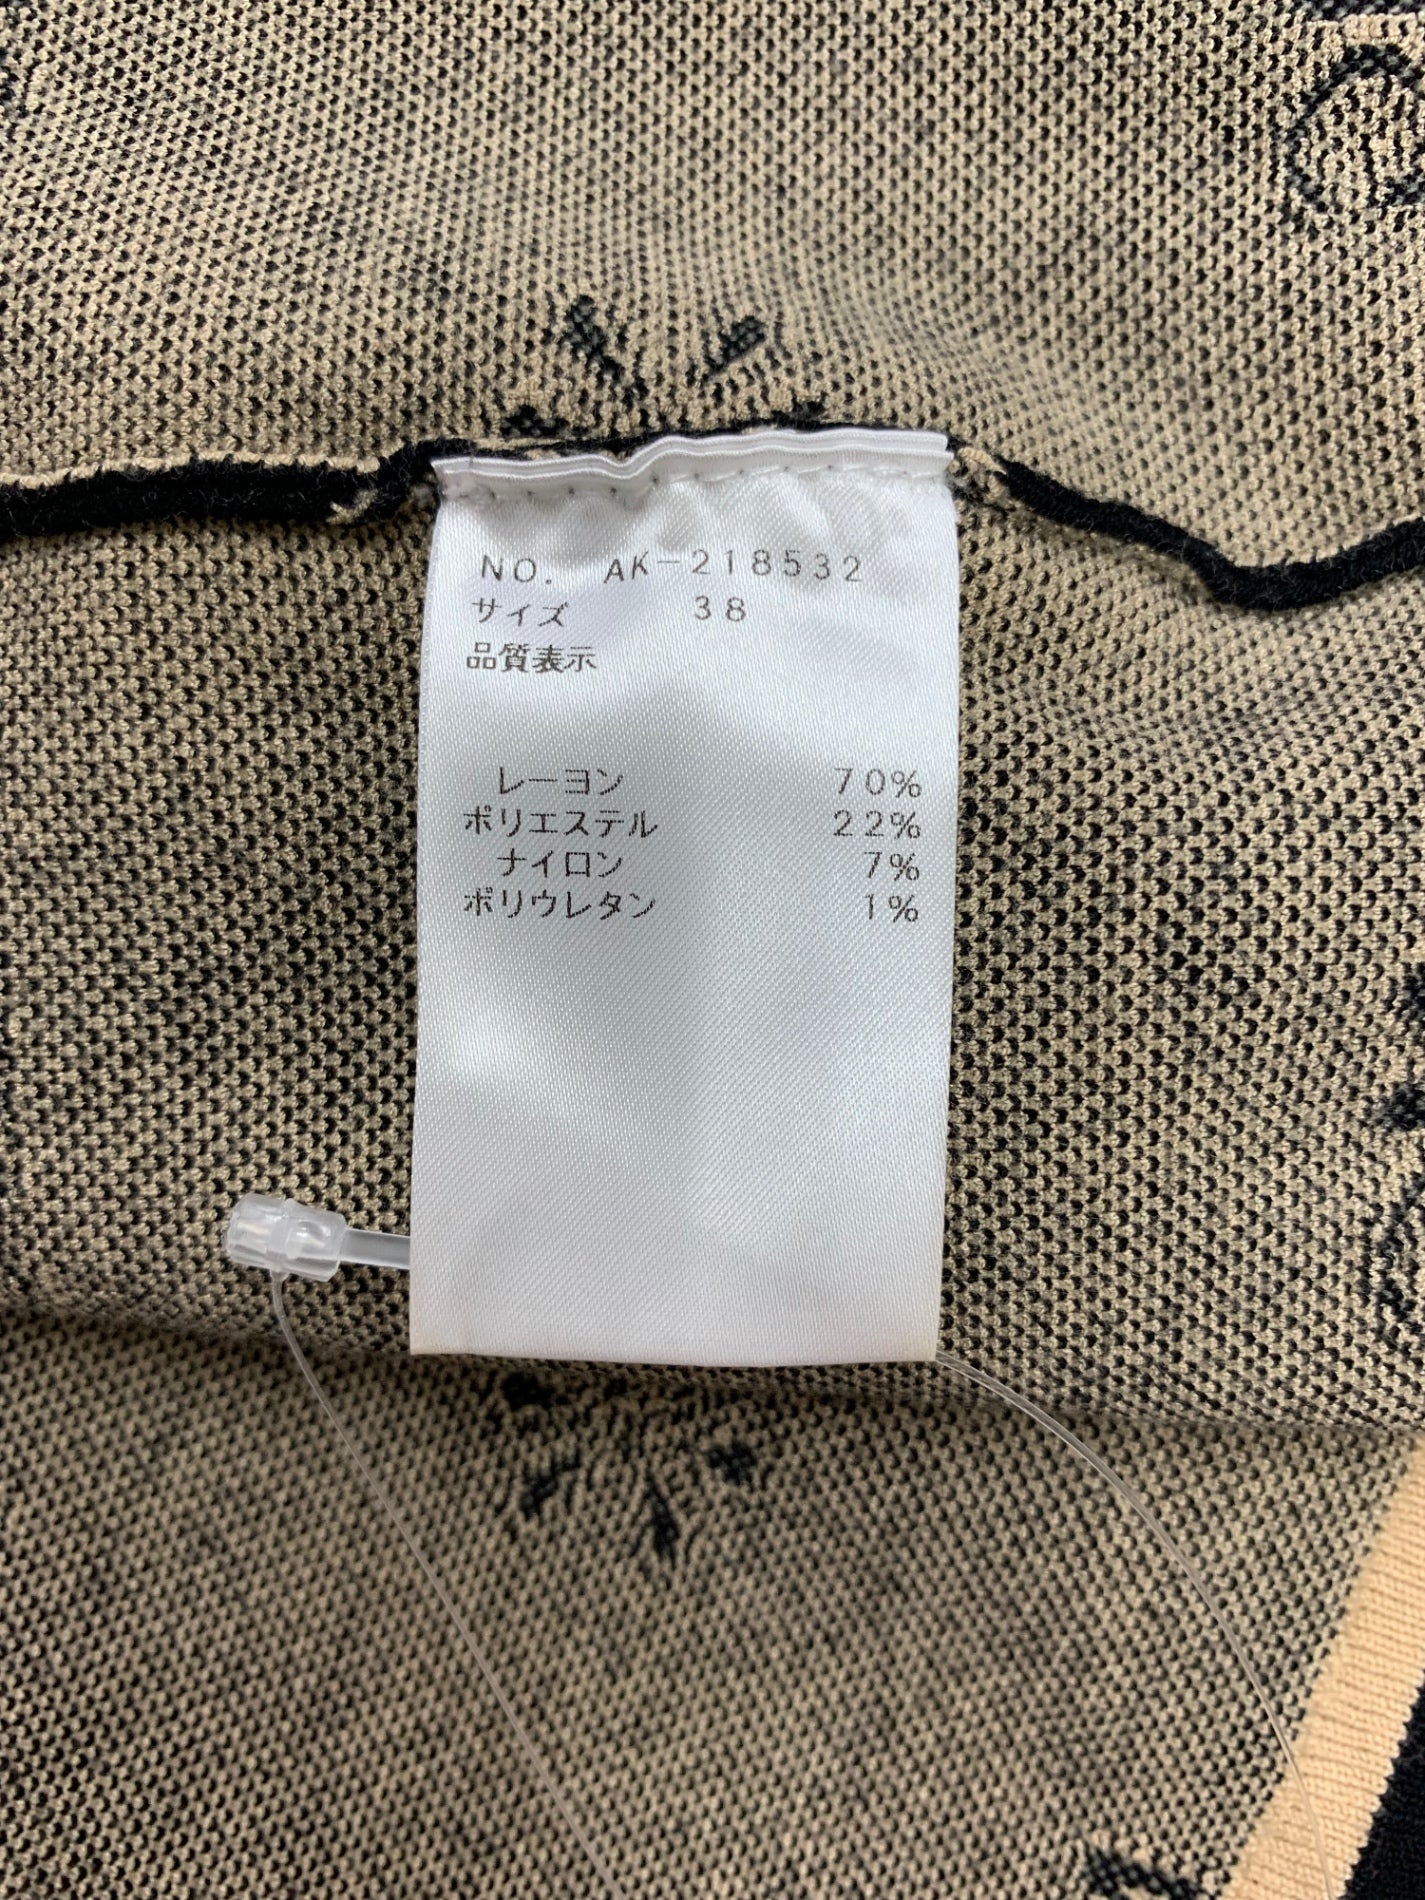 NO. AK-218532
サイズ 38
品質表示
レーヨン 70%
ポリエステル 22%
ナイロン 7%
ポリウレタン 1%